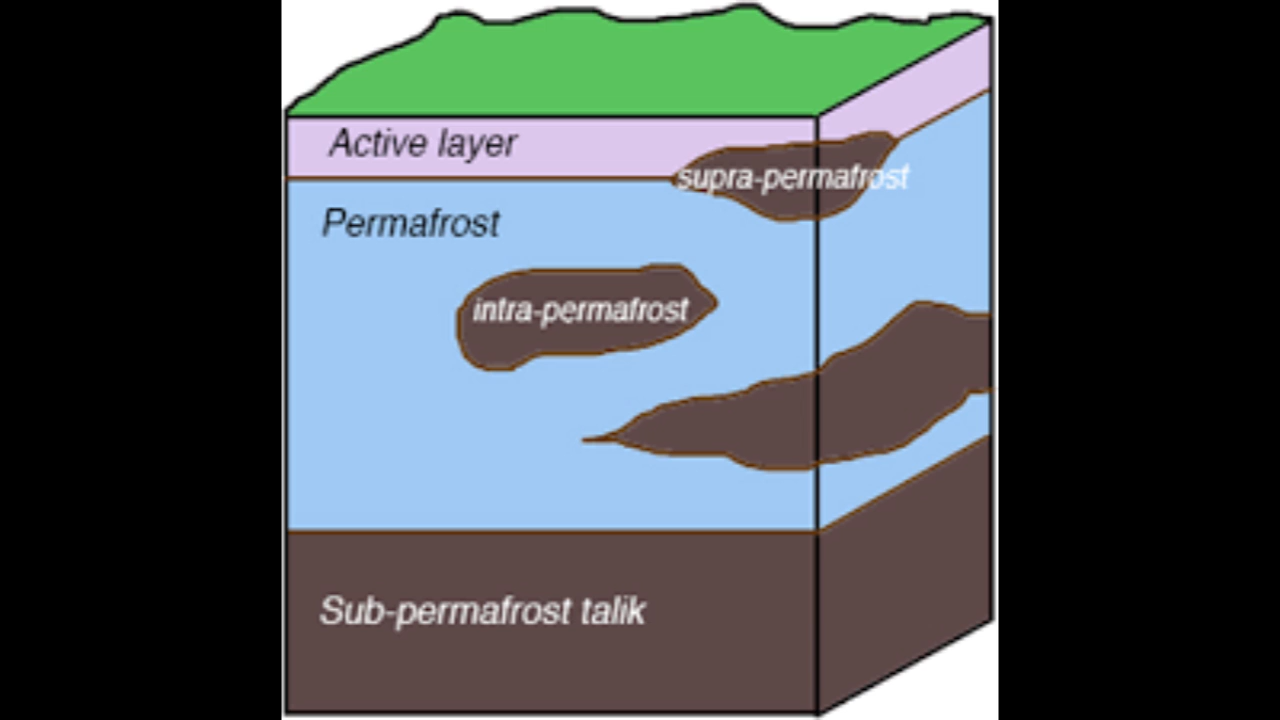 Active layer
supra-permafrost
Permafrost
intra-permafrost
Sub-permafrost talik